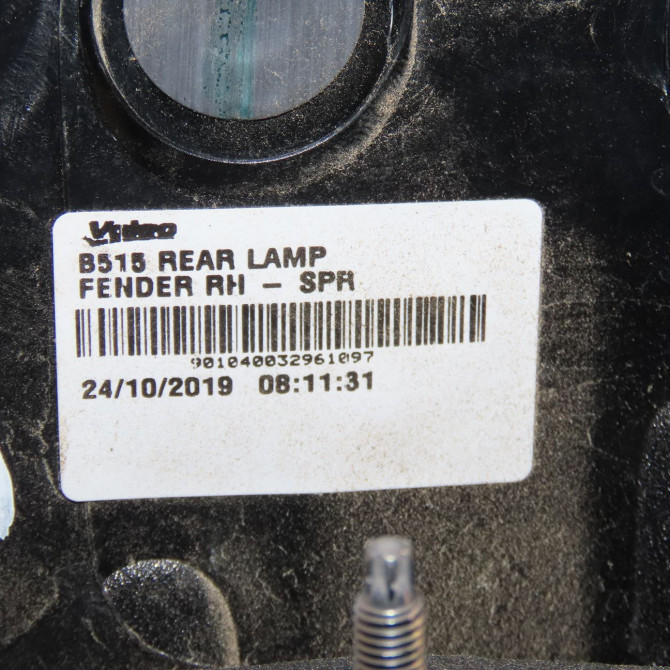 Valeo
B515 REAR LAMP
FENDER RH - SPR
901040032961097
24/10/2019 08:11:31